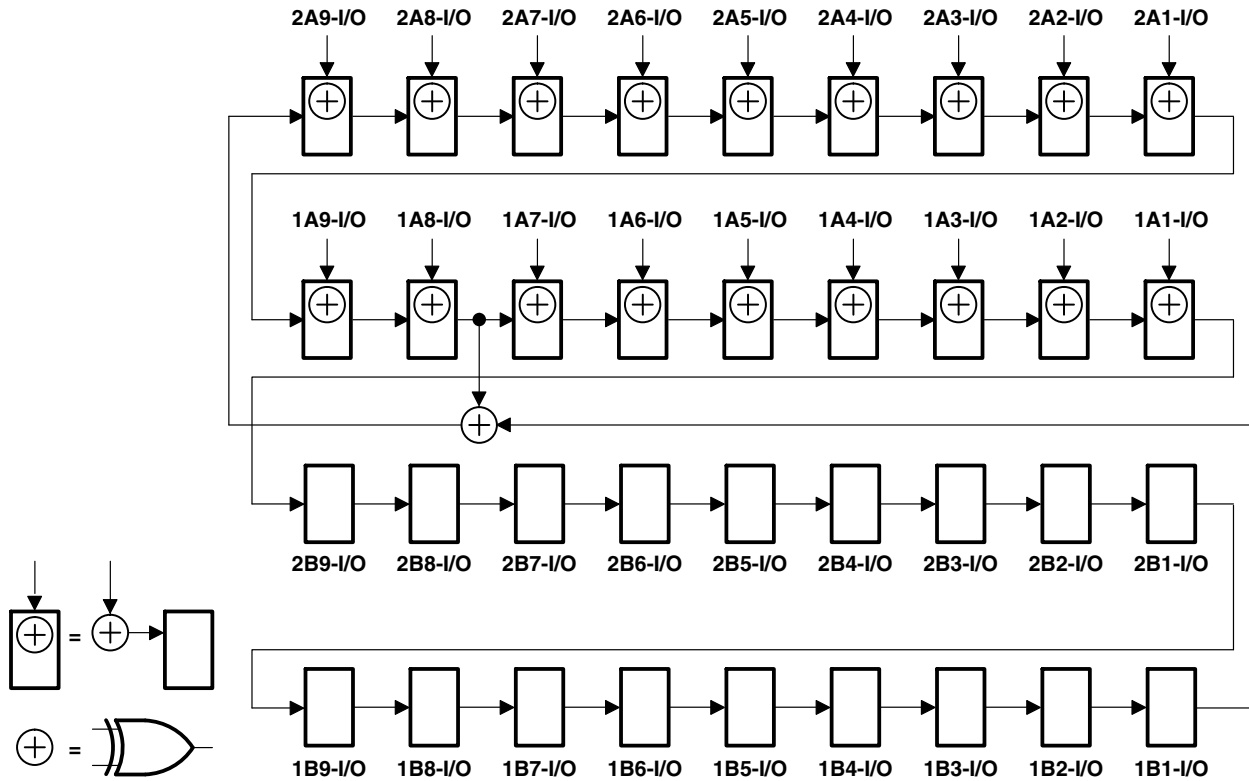 2A9-I/O 2A8-I/O 2A7-I/O 2A6-I/O 2A5-I/O 2A4-I/O 2A3-I/O 2A2-I/O 2A1-I/O
1A9-I/O 1A8-I/O 1A7-I/O 1A6-I/O 1A5-I/O 1A4-I/O 1A3-I/O 1A2-I/O 1A1-I/O
2B9-I/O 2B8-I/O 2B7-I/O 2B6-I/O 2B5-I/O 2B4-I/O 2B3-I/O 2B2-I/O 2B1-I/O
=
=
1B9-I/O 1B8-I/O 1B7-I/O 1B6-I/O 1B5-I/O 1B4-I/O 1B3-I/O 1B2-I/O 1B1-I/O